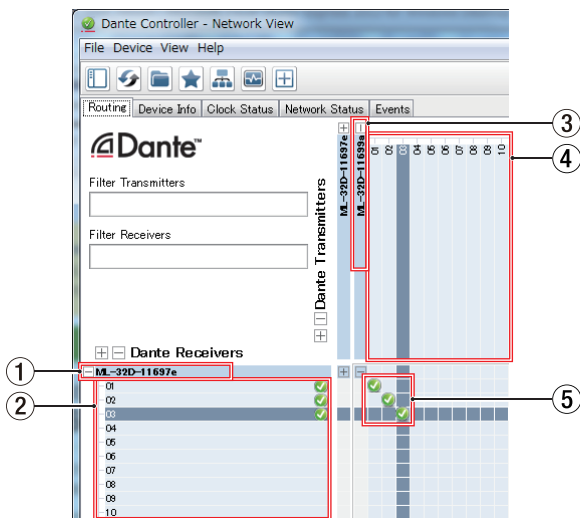 Dante Controller - Network View
File Device View Help
Routing Device Info Clock Status Network Status Events
Dante™
Filter Transmitters
Filter Receivers
Dante Transmitters
ML-32D-11697e
ML-32D-11699a
01 02 03 04 05 06 07 08 09 10
Dante Receivers
ML-32D-11697e
01
02
03
04
05
06
07
08
09
10
1
2
3
4
5